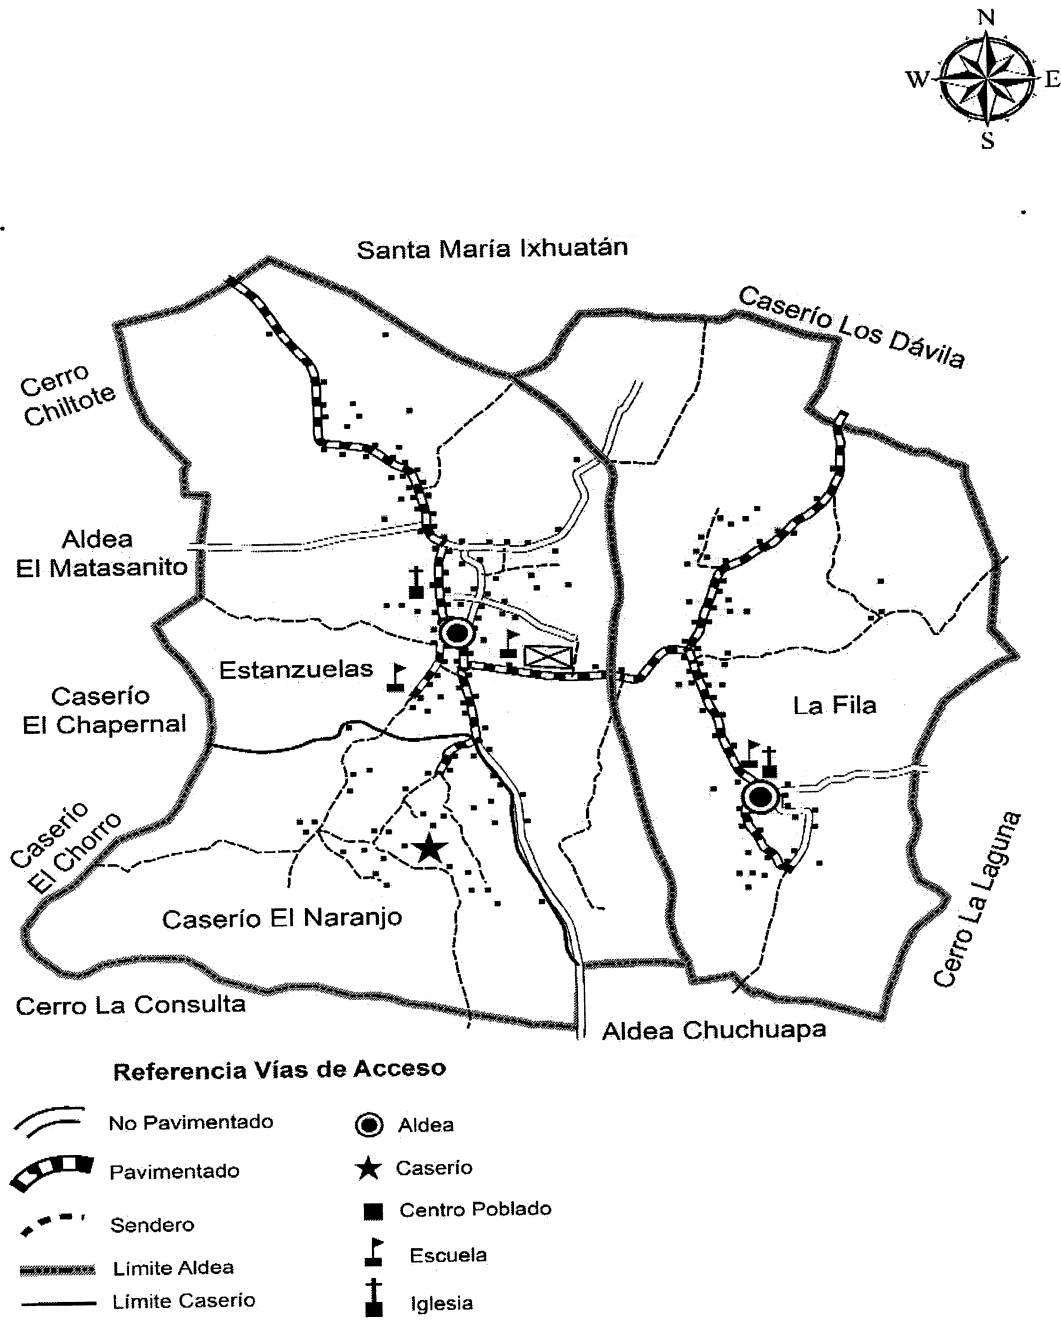 N
W E
S
Santa María Ixhuatán
Caserío Los Dávila
Cerro
Chiltote
Aldea
El Matasanito
Estanzuelas
Caserío
El Chapernal
La Fila
Caserío
El Chorro
Caserío El Naranjo
Cerro La Laguna
Cerro La Consulta
Aldea Chuchuapa
Referencia Vías de Acceso
No Pavimentado
Pavimentado
Sendero
Límite Aldea
Límite Caserío
Aldea
Caserío
Centro Poblado
Escuela
Iglesia